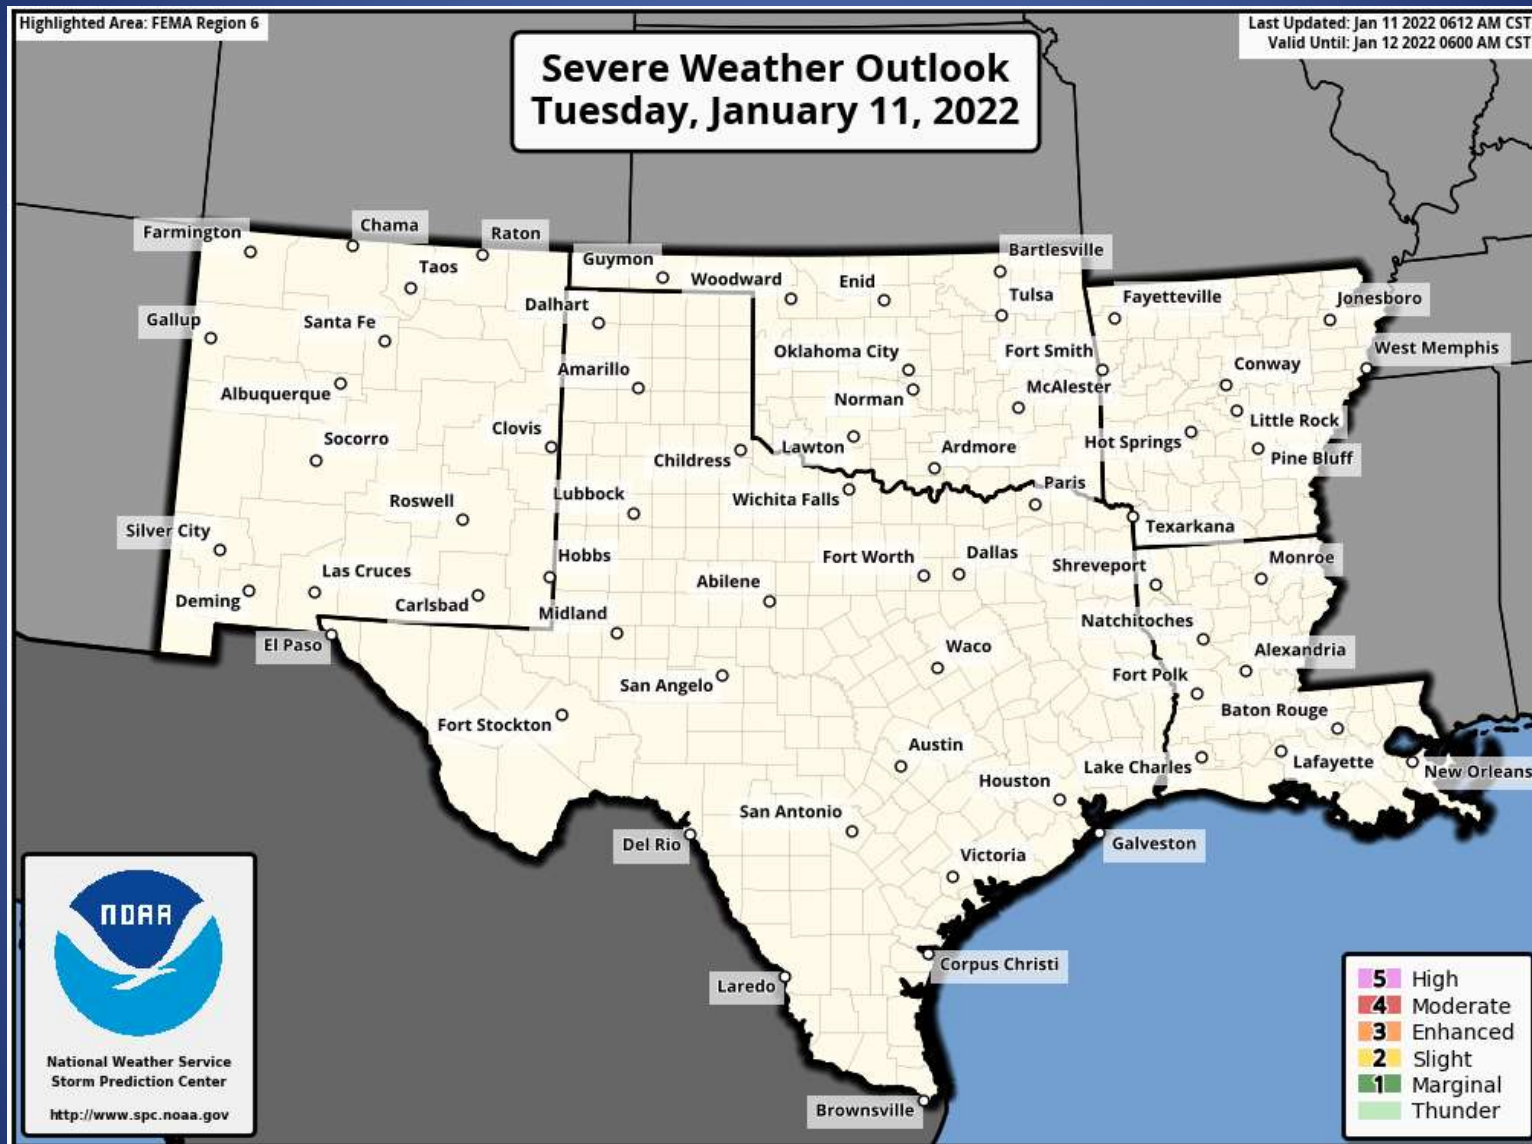 Highlighted Area: FEMA Region 6
Last Updated: Jan 11 2022 0612 AM CST
Valid Until: Jan 12 2022 0600 AM CST
Severe Weather Outlook
Tuesday, January 11, 2022
Farmington
Chama
Raton
Taos
Guymon
Woodward
Enid
Bartlesville
Tulsa
Fayetteville
Jonesboro
Gallup
Santa Fe
Dalhart
Oklahoma City
Fort Smith
West Memphis
Albuquerque
Amarillo
Norman
McAlester
Conway
Little Rock
Socorro
Clovis
Childress
Lawton
Ardmore
Hot Springs
Pine Bluff
Roswell
Lubbock
Wichita Falls
Paris
Texarkana
Silver City
Las Cruces
Hobbs
Abilene
Fort Worth
Dallas
Shreveport
Monroe
Deming
Carlsbad
Midland
Natchitoches
El Paso
San Angelo
Waco
Fort Polk
Alexandria
Fort Stockton
Austin
Baton Rouge
Houston
Lake Charles
Lafayette
New Orleans
San Antonio
Del Rio
Victoria
Galveston
Laredo
Corpus Christi
Brownsville
NOAA
National Weather Service
Storm Prediction Center
http://www.spc.noaa.gov
5 High
4 Moderate
3 Enhanced
2 Slight
1 Marginal
Thunder